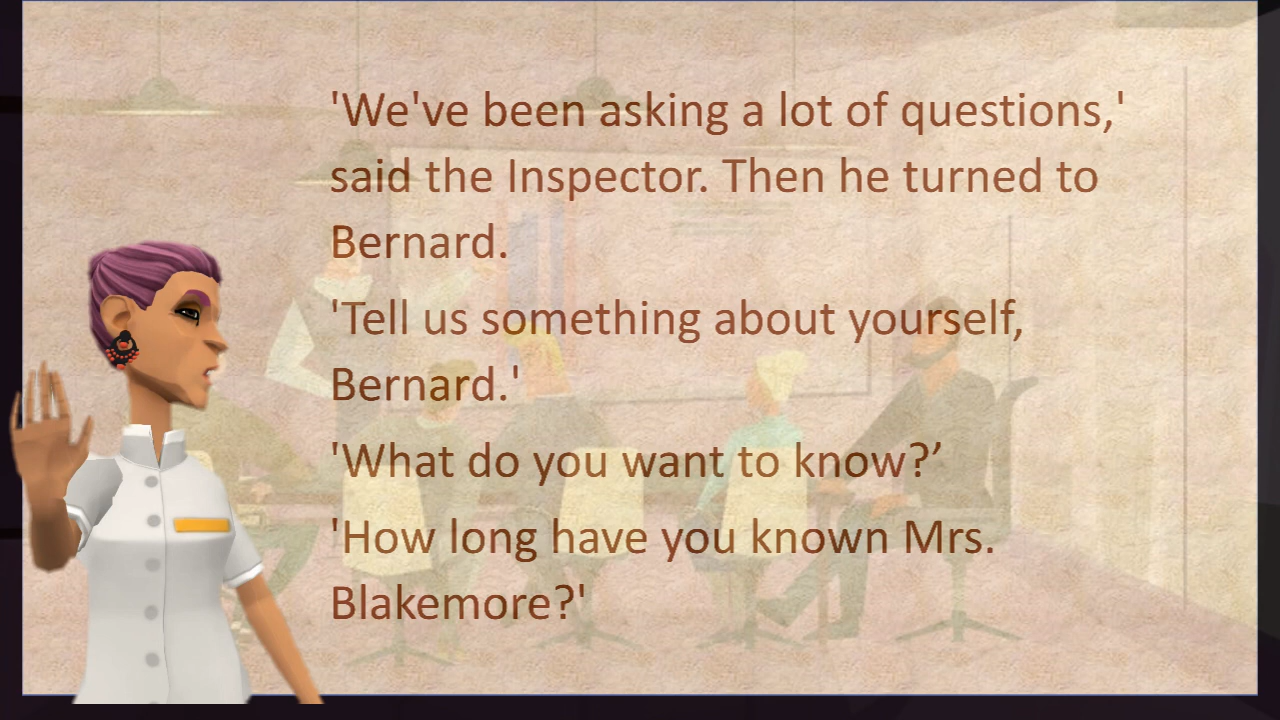 'We've been asking a lot of questions,'
said the Inspector. Then he turned to
Bernard.
'Tell us something about yourself,
Bernard.'
'What do you want to know?’
'How long have you known Mrs.
Blakemore?'